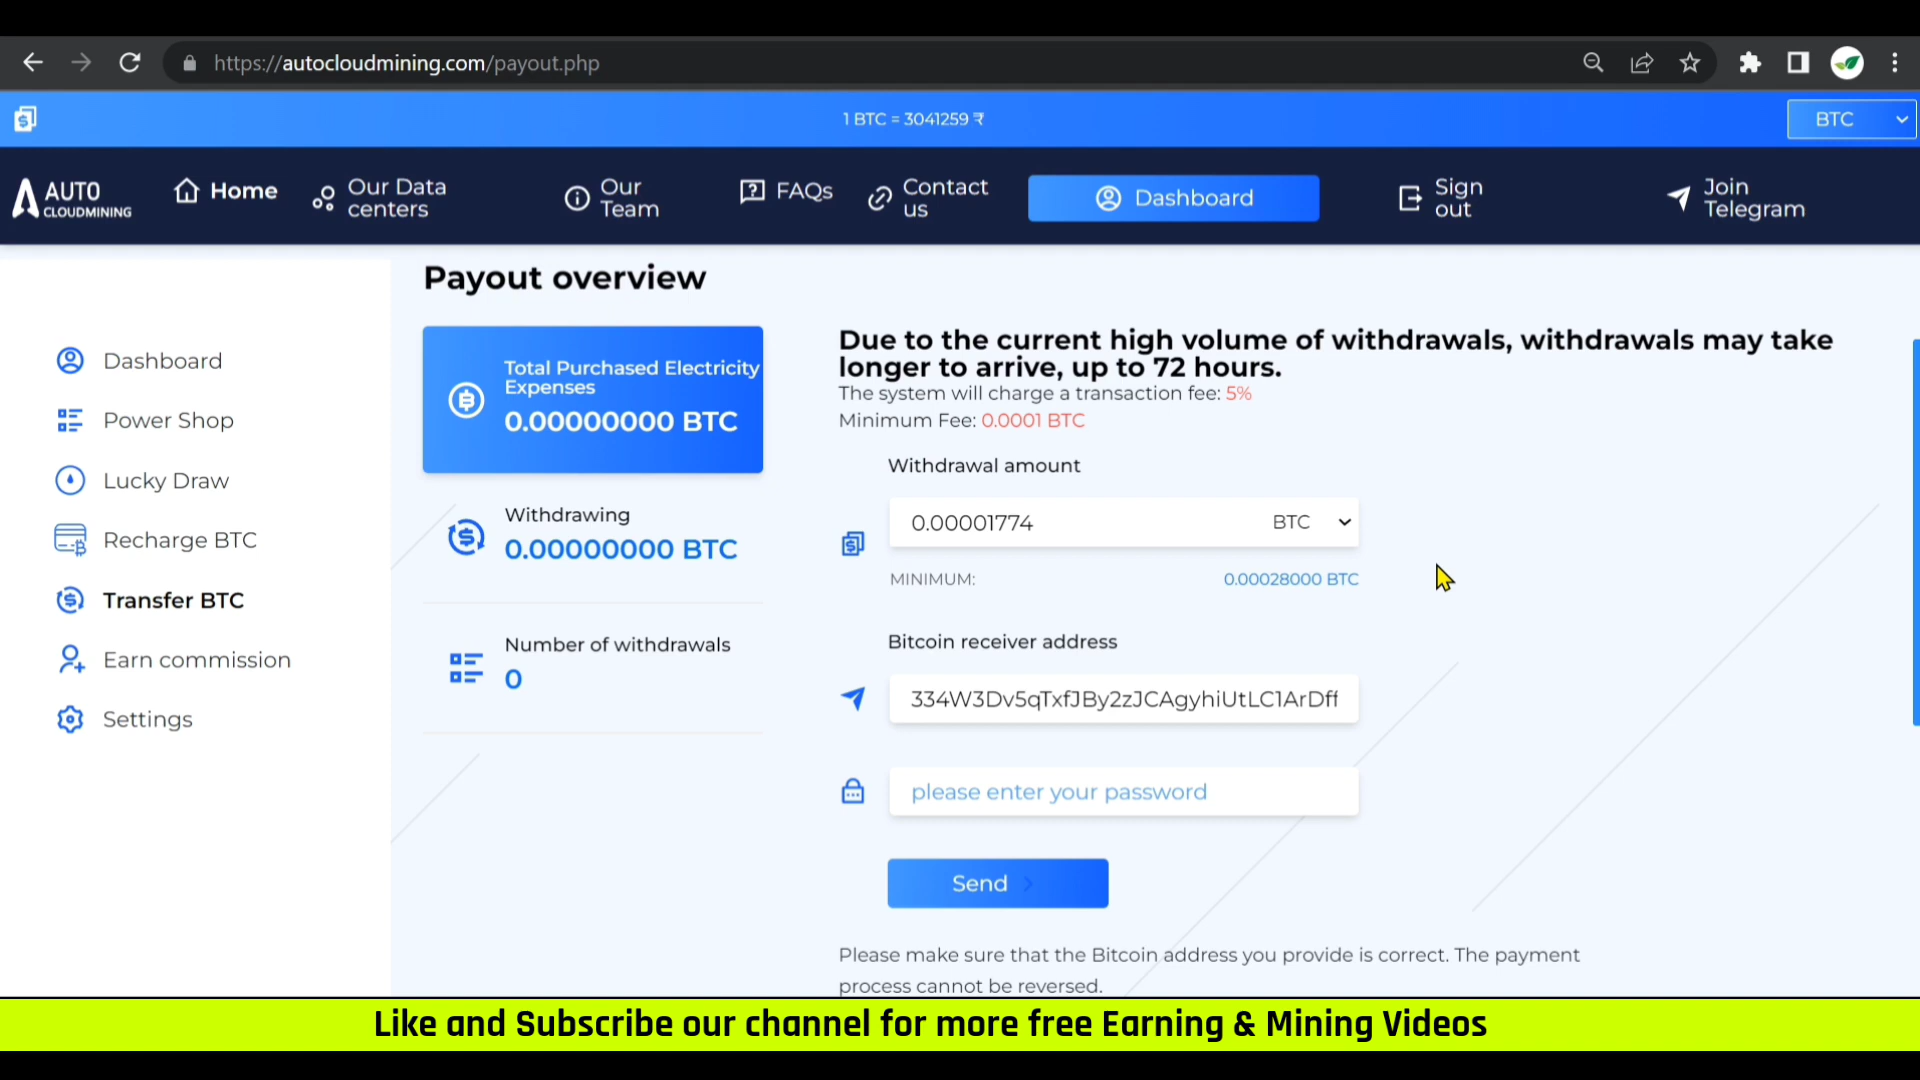 https://autocloudmining.com/payout.php
1 BTC = 3041259 ₹
BTC
AUTO
CLOUDMINING
Home
Our Data
centers
Our
Team
FAQs
Contact
us
Dashboard
Sign
out
Join
Telegram
Dashboard
Power Shop
Lucky Draw
Recharge BTC
Transfer BTC
Earn commission
Settings
Payout overview
Total Purchased Electricity
Expenses
0.00000000 BTC
Withdrawing
0.00000000 BTC
Number of withdrawals
0
Due to the current high volume of withdrawals, withdrawals may take
longer to arrive, up to 72 hours.
The system will charge a transaction fee: 5%
Minimum Fee: 0.0001 BTC
Withdrawal amount
0.00001774 BTC
MINIMUM: 0.00028000 BTC
Bitcoin receiver address
334W3Dv5qTxfJBy2zJCAgyhiUtLC1ArDff
please enter your password
Send
Please make sure that the Bitcoin address you provide is correct. The payment
process cannot be reversed.
Like and Subscribe our channel for more free Earning & Mining Videos